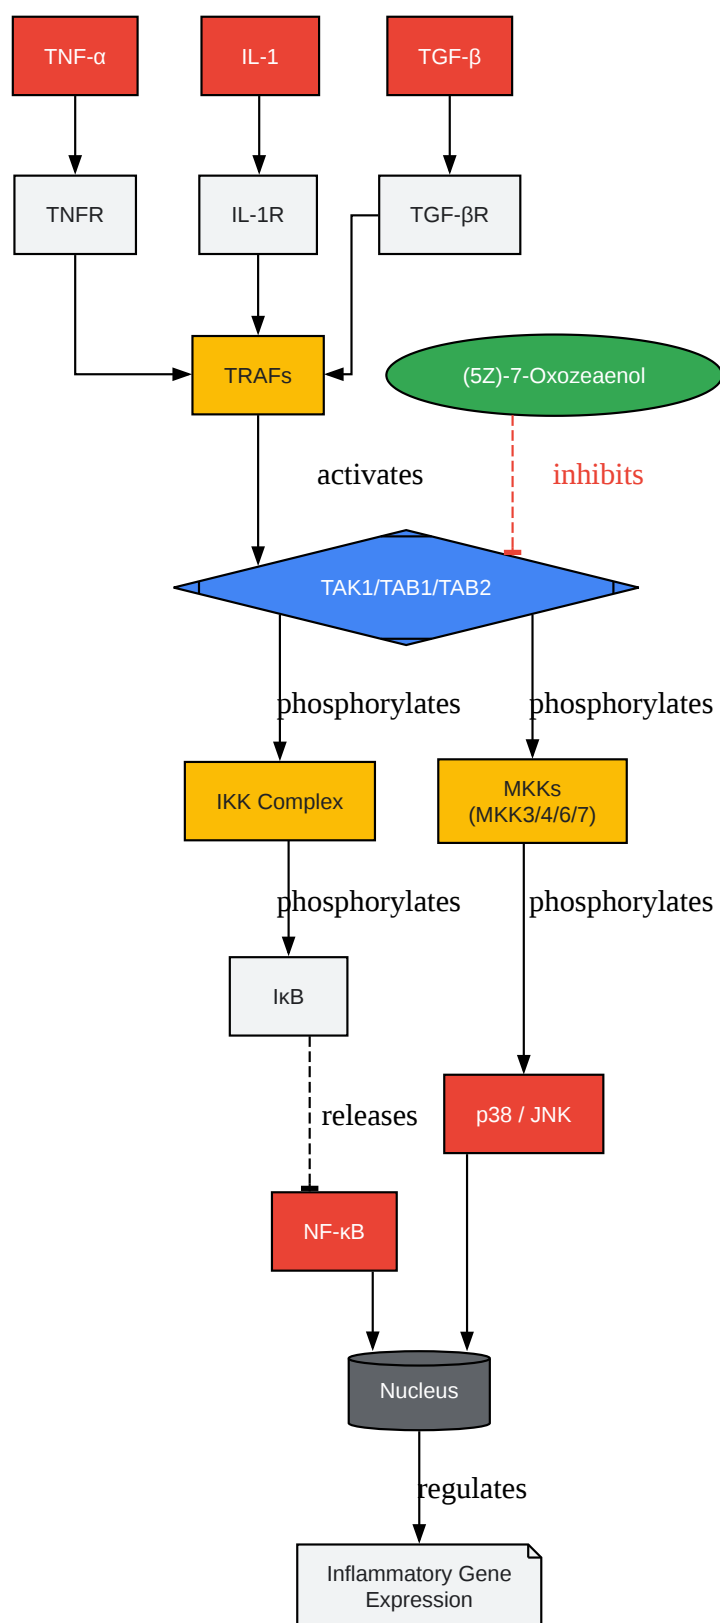 TNF-α
IL-1
TGF-β
TNFR
IL-1R
TGF-βR
TRAFs
(5Z)-7-Oxozeaenol
activates
inhibits
TAK1/TAB1/TAB2
phosphorylates
phosphorylates
IKK Complex
MKKs
(MKK3/4/6/7)
phosphorylates
phosphorylates
IκB
releases
p38 / JNK
NF-κB
Nucleus
regulates
Inflammatory Gene
Expression